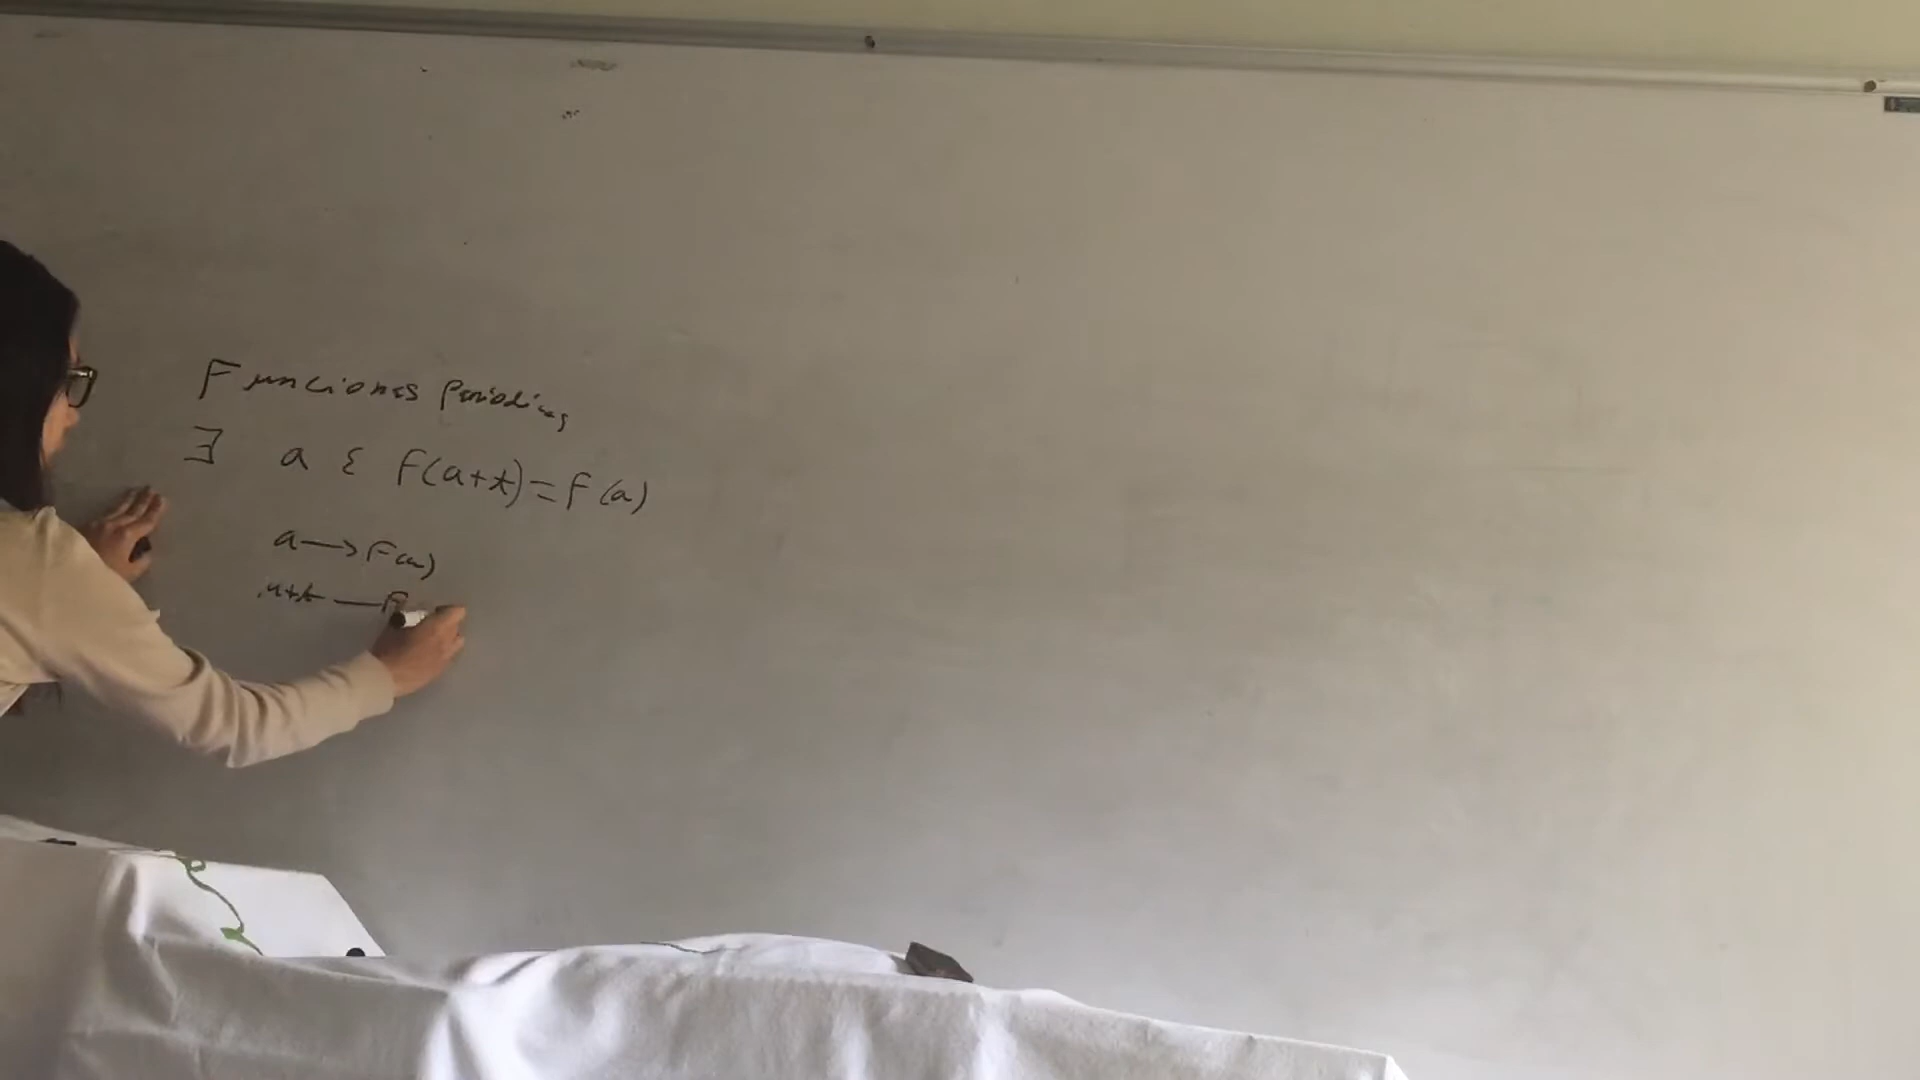 Funciones Periodicas
∃ a ε F(a+t)=F(a)
a → F(a)
a+t — F